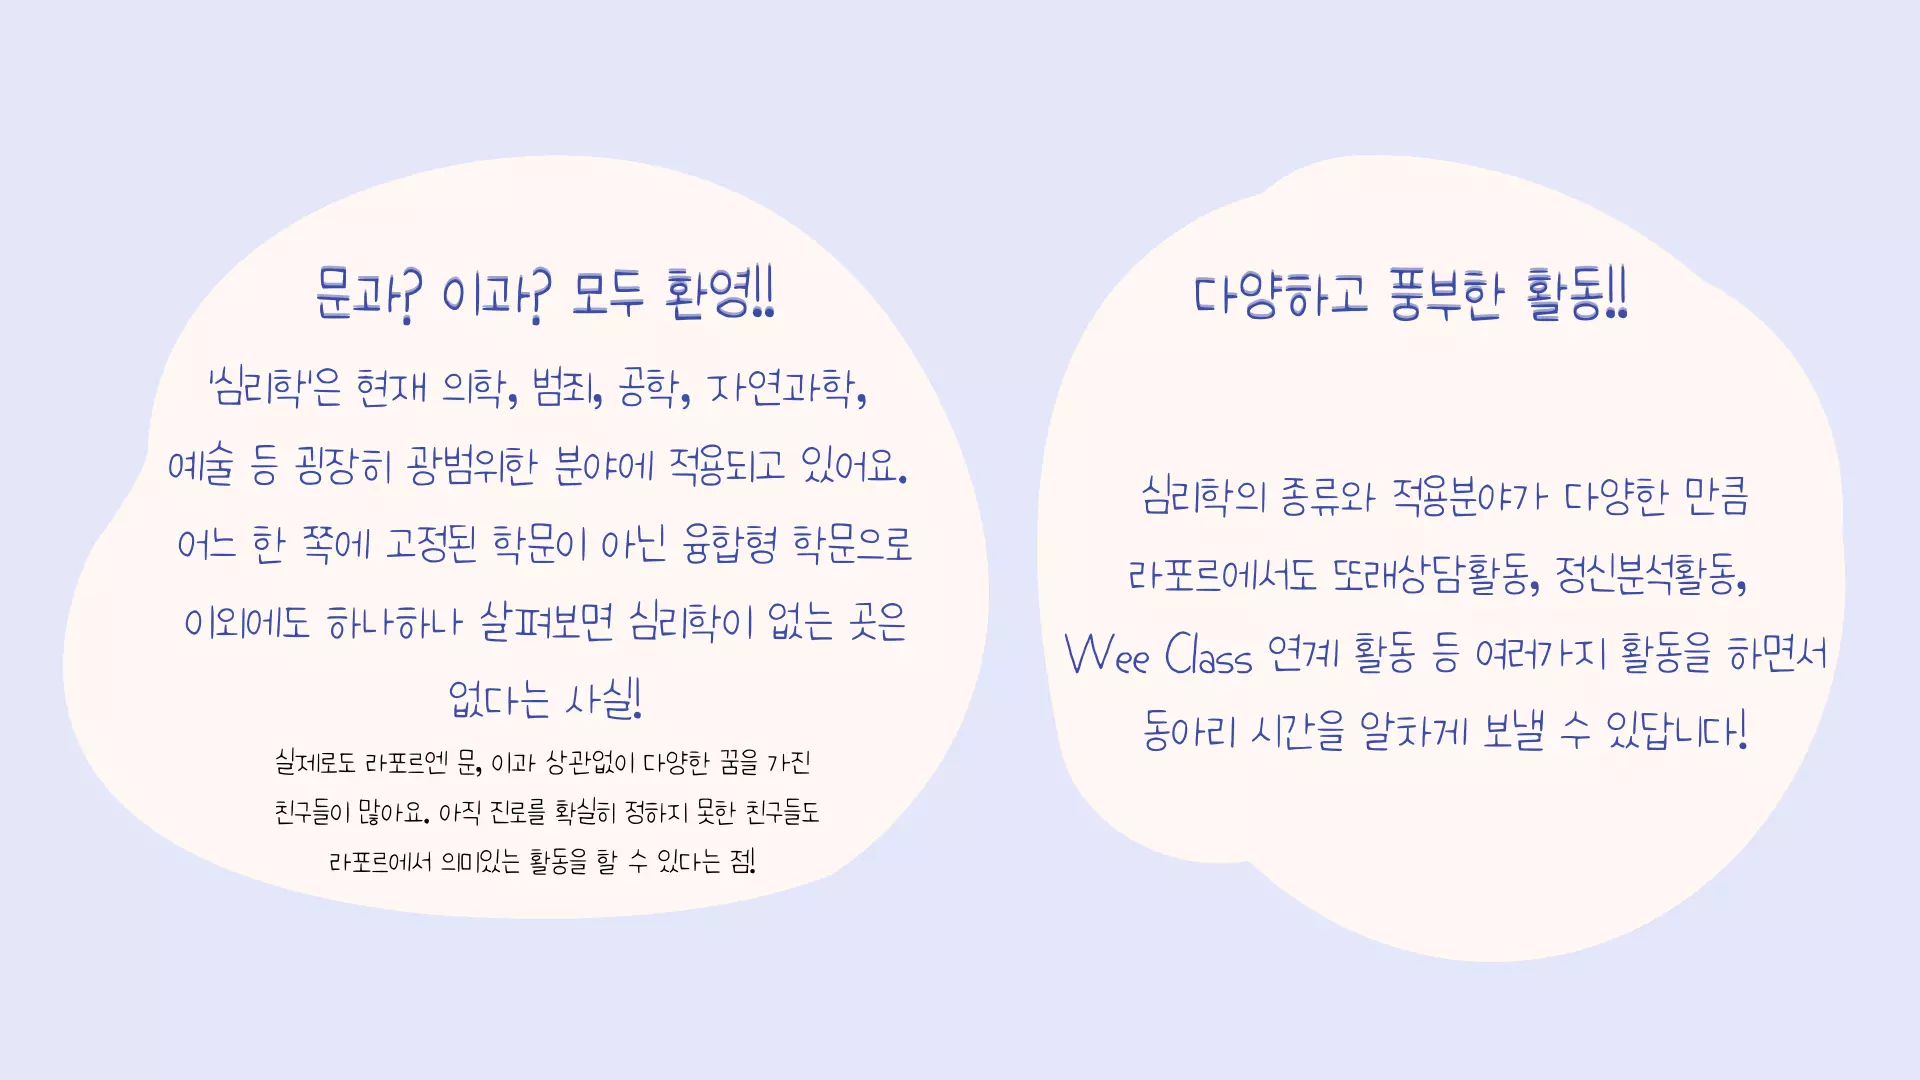 문과? 이과? 모두 환영!!
'심리학'은 현재 의학, 범죄, 공학, 자연과학,
예술 등 굉장히 광범위한 분야에 적용되고 있어요.
어느 한 쪽에 고정된 학문이 아닌 융합형 학문으로
이외에도 하나하나 살펴보면 심리학이 없는 곳은
없다는 사실!
실제로도 라포르엔 문, 이과 상관없이 다양한 꿈을 가진
친구들이 많아요. 아직 진로를 확실히 정하지 못한 친구들도
라포르에서 의미있는 활동을 할 수 있다는 점!
다양하고 풍부한 활동!!
심리학의 종류와 적용분야가 다양한 만큼
라포르에서도 또래상담활동, 정신분석활동,
Wee Class 연계 활동 등 여러가지 활동을 하면서
동아리 시간을 알차게 보낼 수 있답니다!